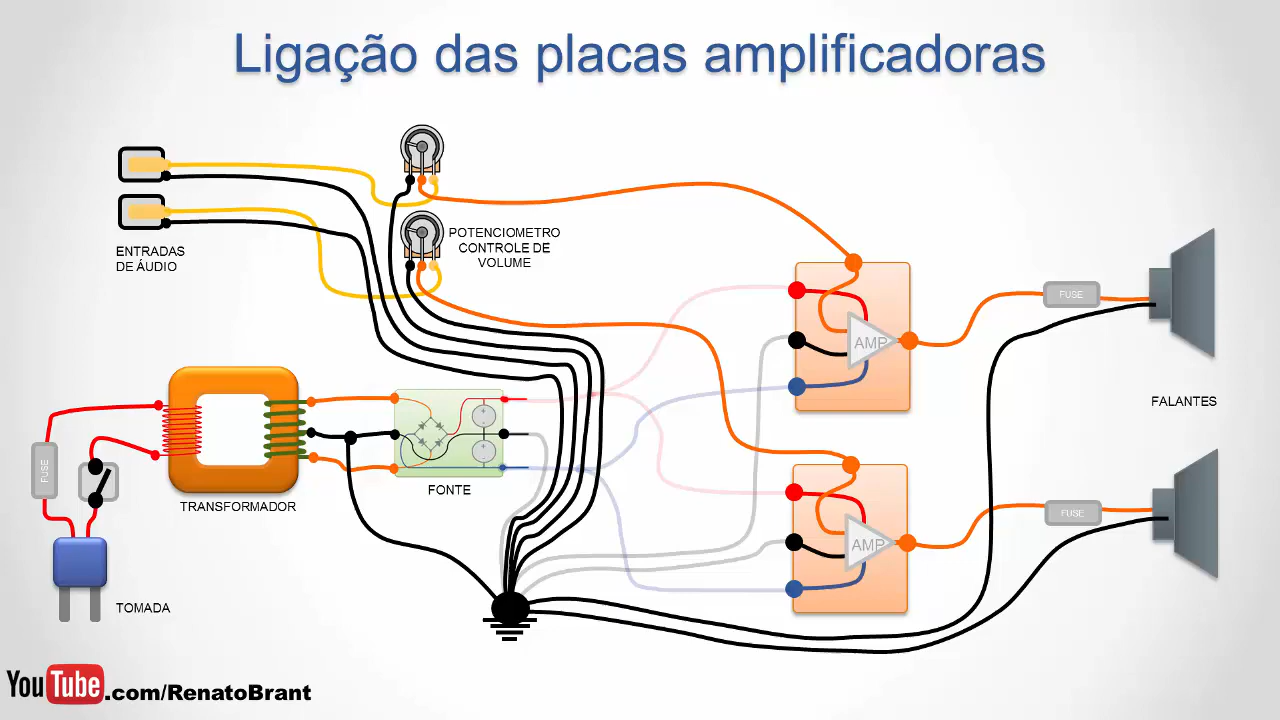 Ligação das placas amplificadoras
ENTRADAS
DE ÁUDIO
POTENCIOMETRO
CONTROLE DE
VOLUME
FUSE
AMP
FALANTES
FUSE
TRANSFORMADOR
FONTE
FUSE
AMP
TOMADA
YouTube.com/RenatoBrant